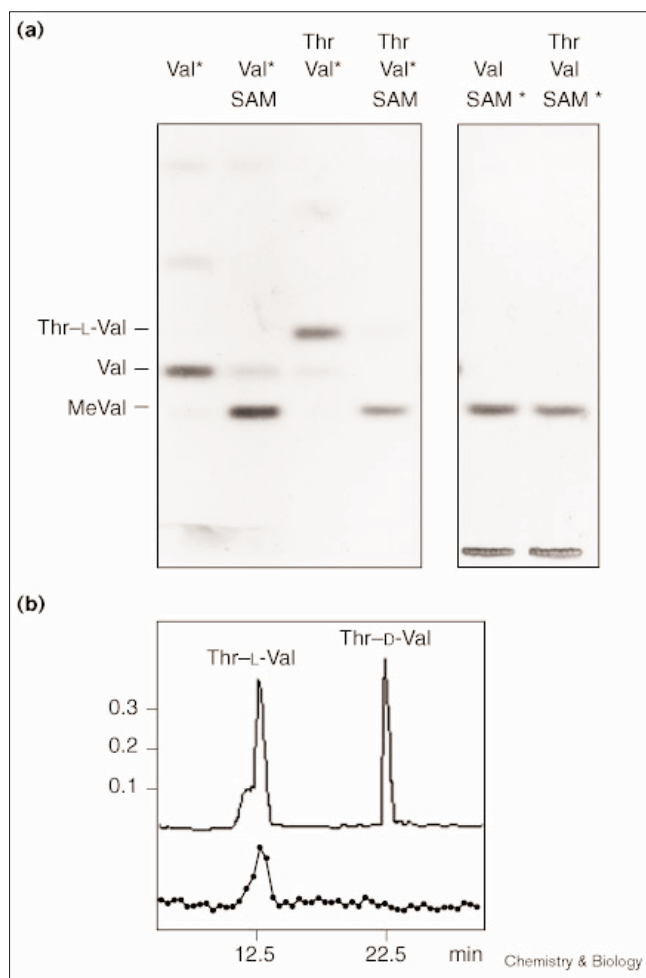 (a)
Thr Thr Thr
Val* Val* Val* Val* Val Val
SAM SAM SAM * SAM *
Thr–L-Val
Val
MeVal
(b)
Thr–L-Val Thr–D-Val
0.3
0.2
0.1
12.5 22.5 min
Chemistry & Biology